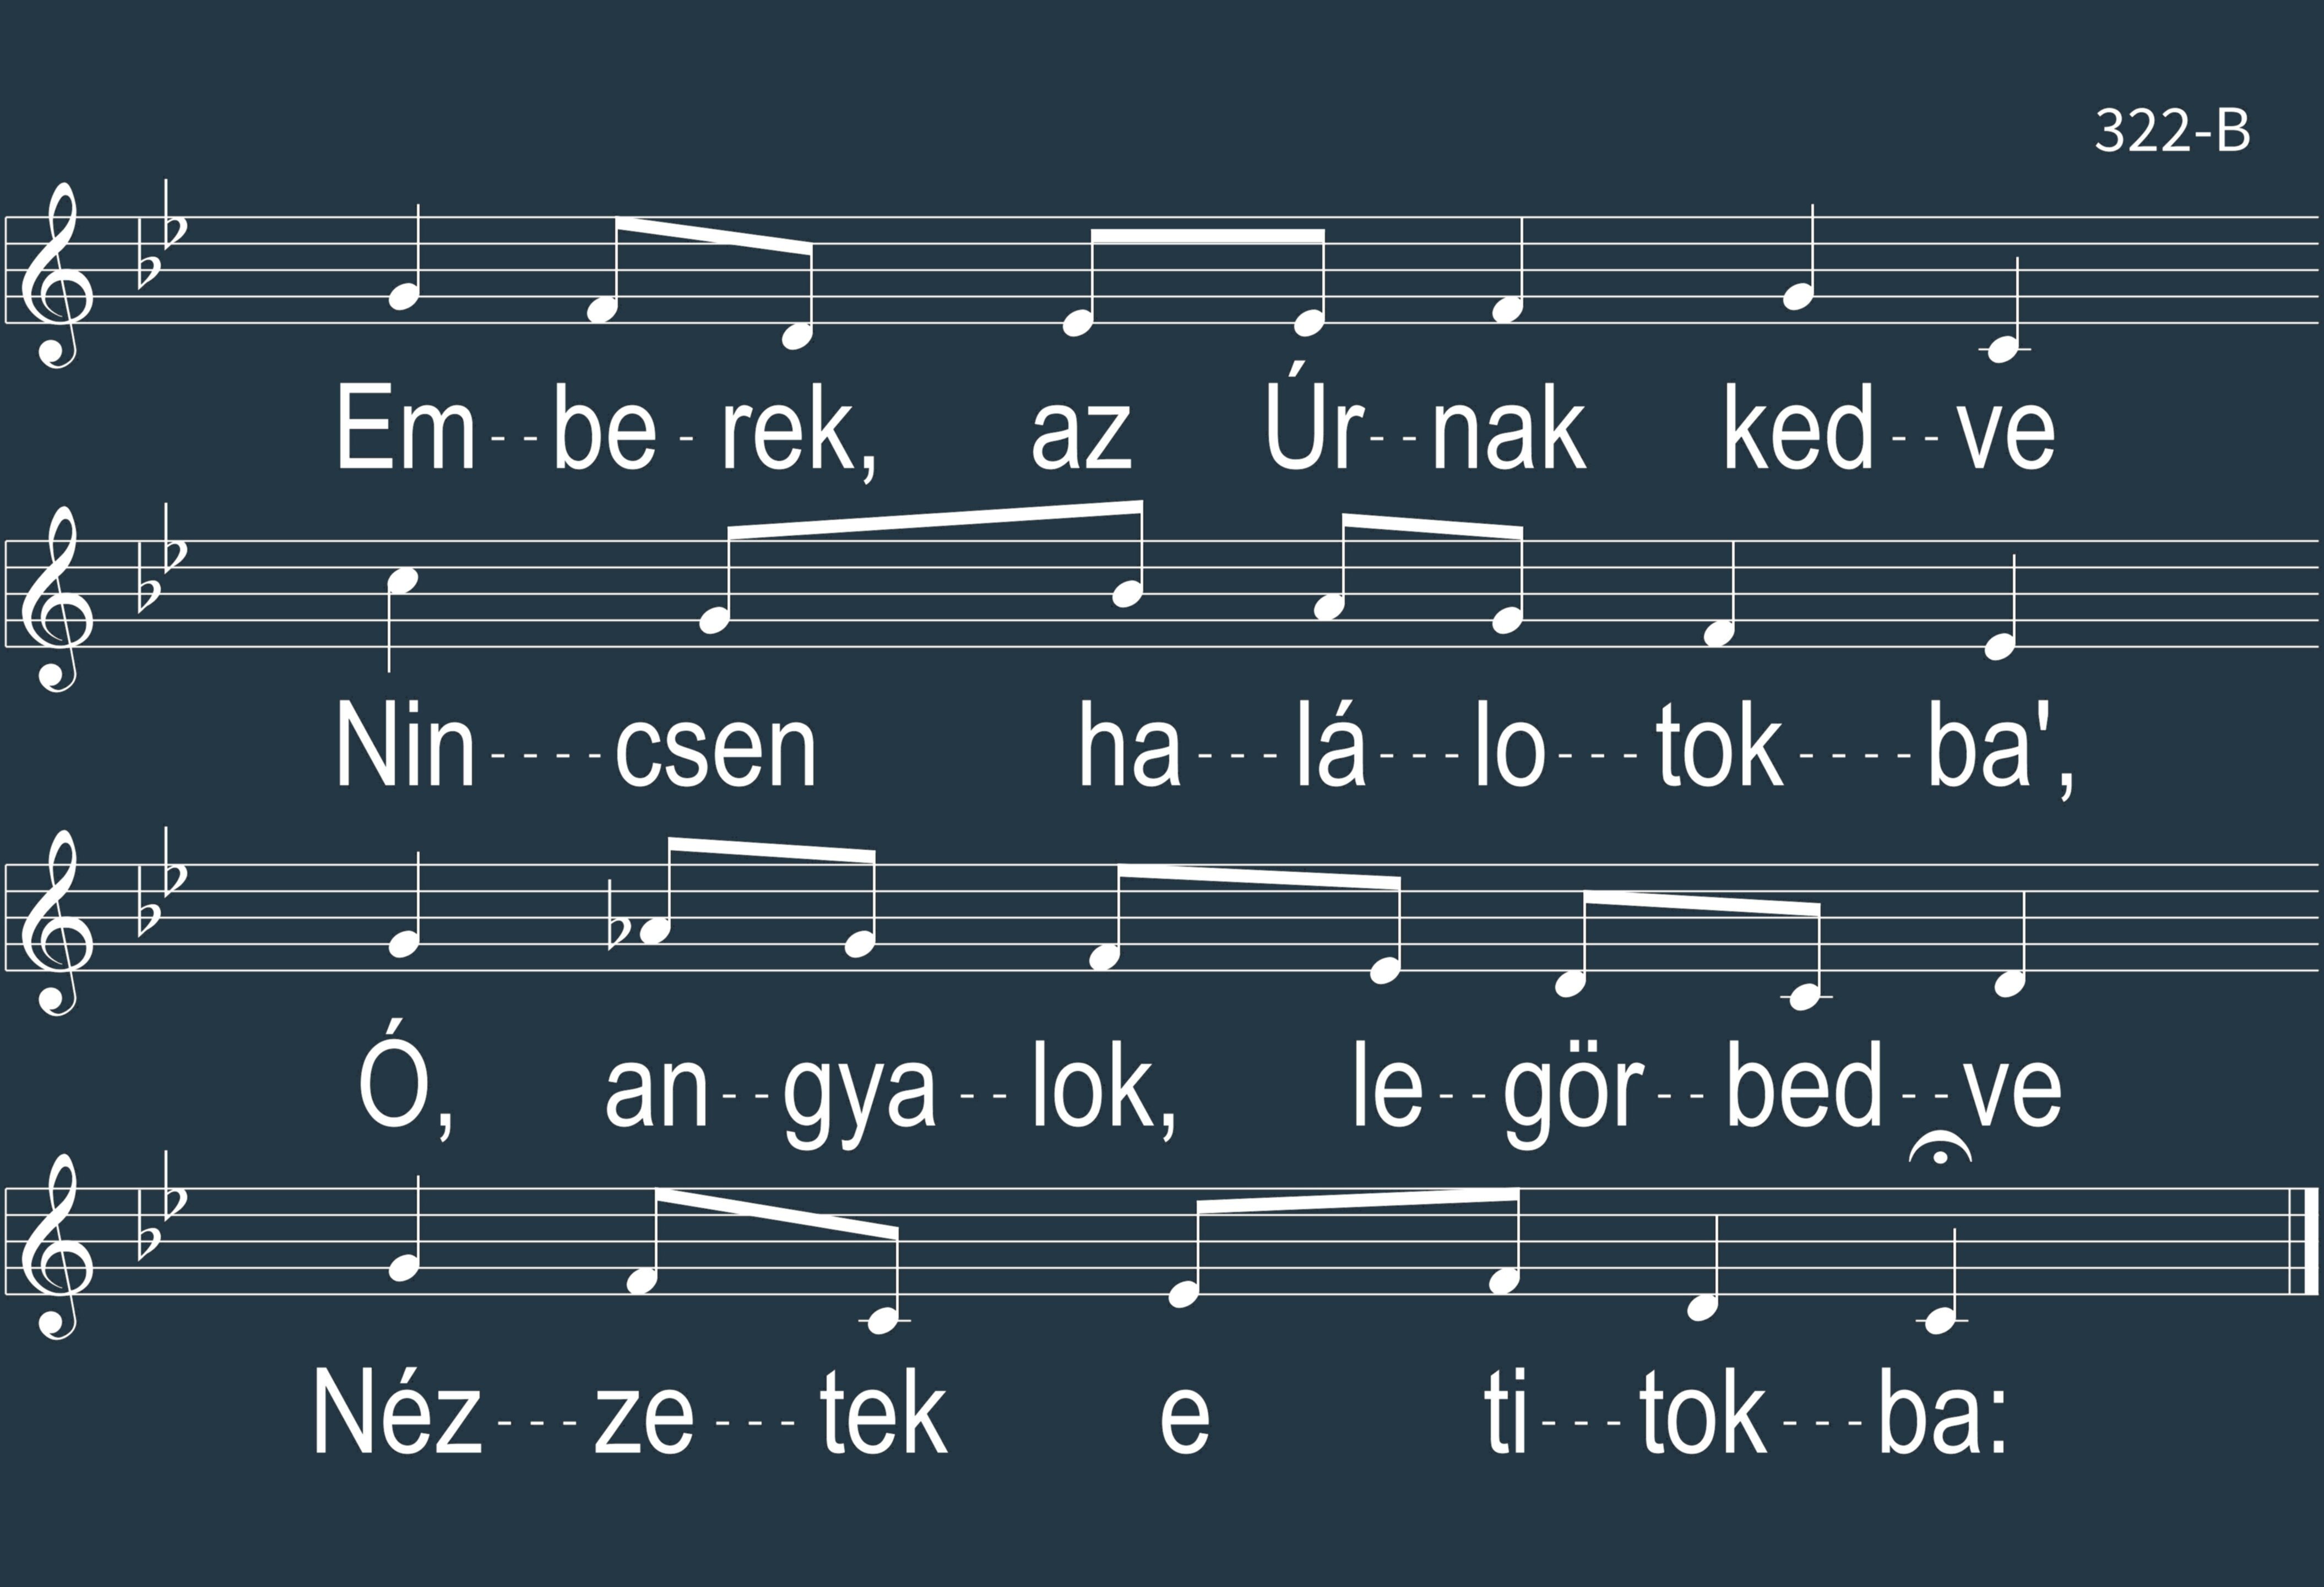 322-B
Em--be-rek, az Úr--nak ked--ve
Nin----csen ha---lá---lo---tok----ba',
Ó, an--gya--lok, le--gör--bed--ve
Néz---ze---tek e ti---tok---ba: